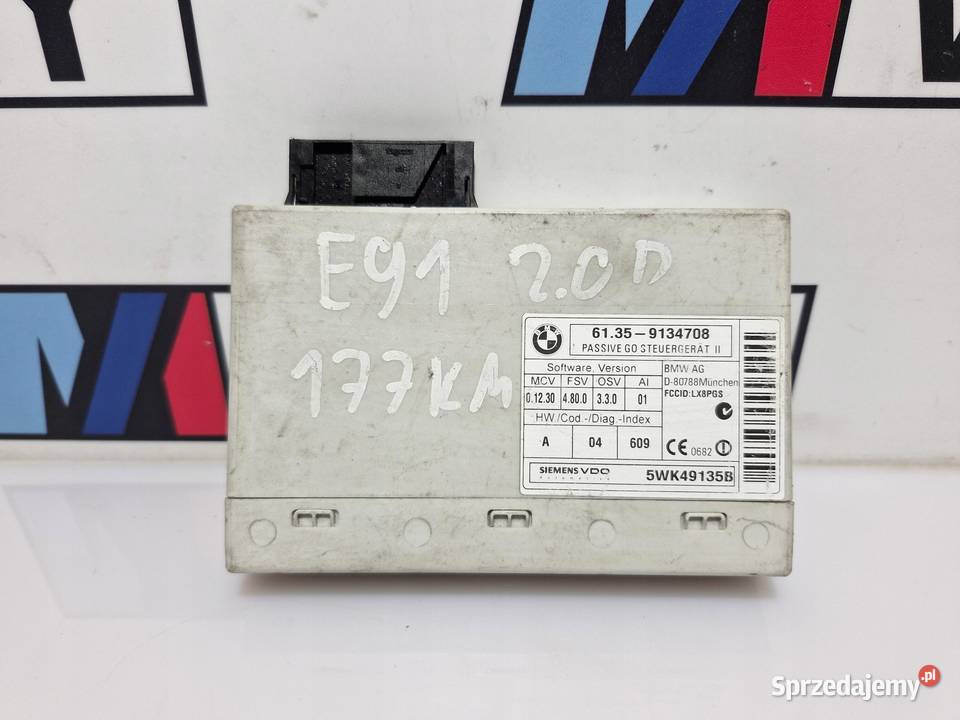 Y
E91 2.0D
177KM
BMW
61.35-9134708
PASSIVE GO STEUERGERÄT II
Software, Version
MCV FSV OSV AI
0.12.30 4.80.0 3.3.0 01
HW/Cod.-/Diag.-Index
A 04 609
BMW AG
D-80788München
FCCID:LX8PGS
CE 0682
SIEMENS VDO
Automotive
5WK49135B
Sprzedajemy.pl